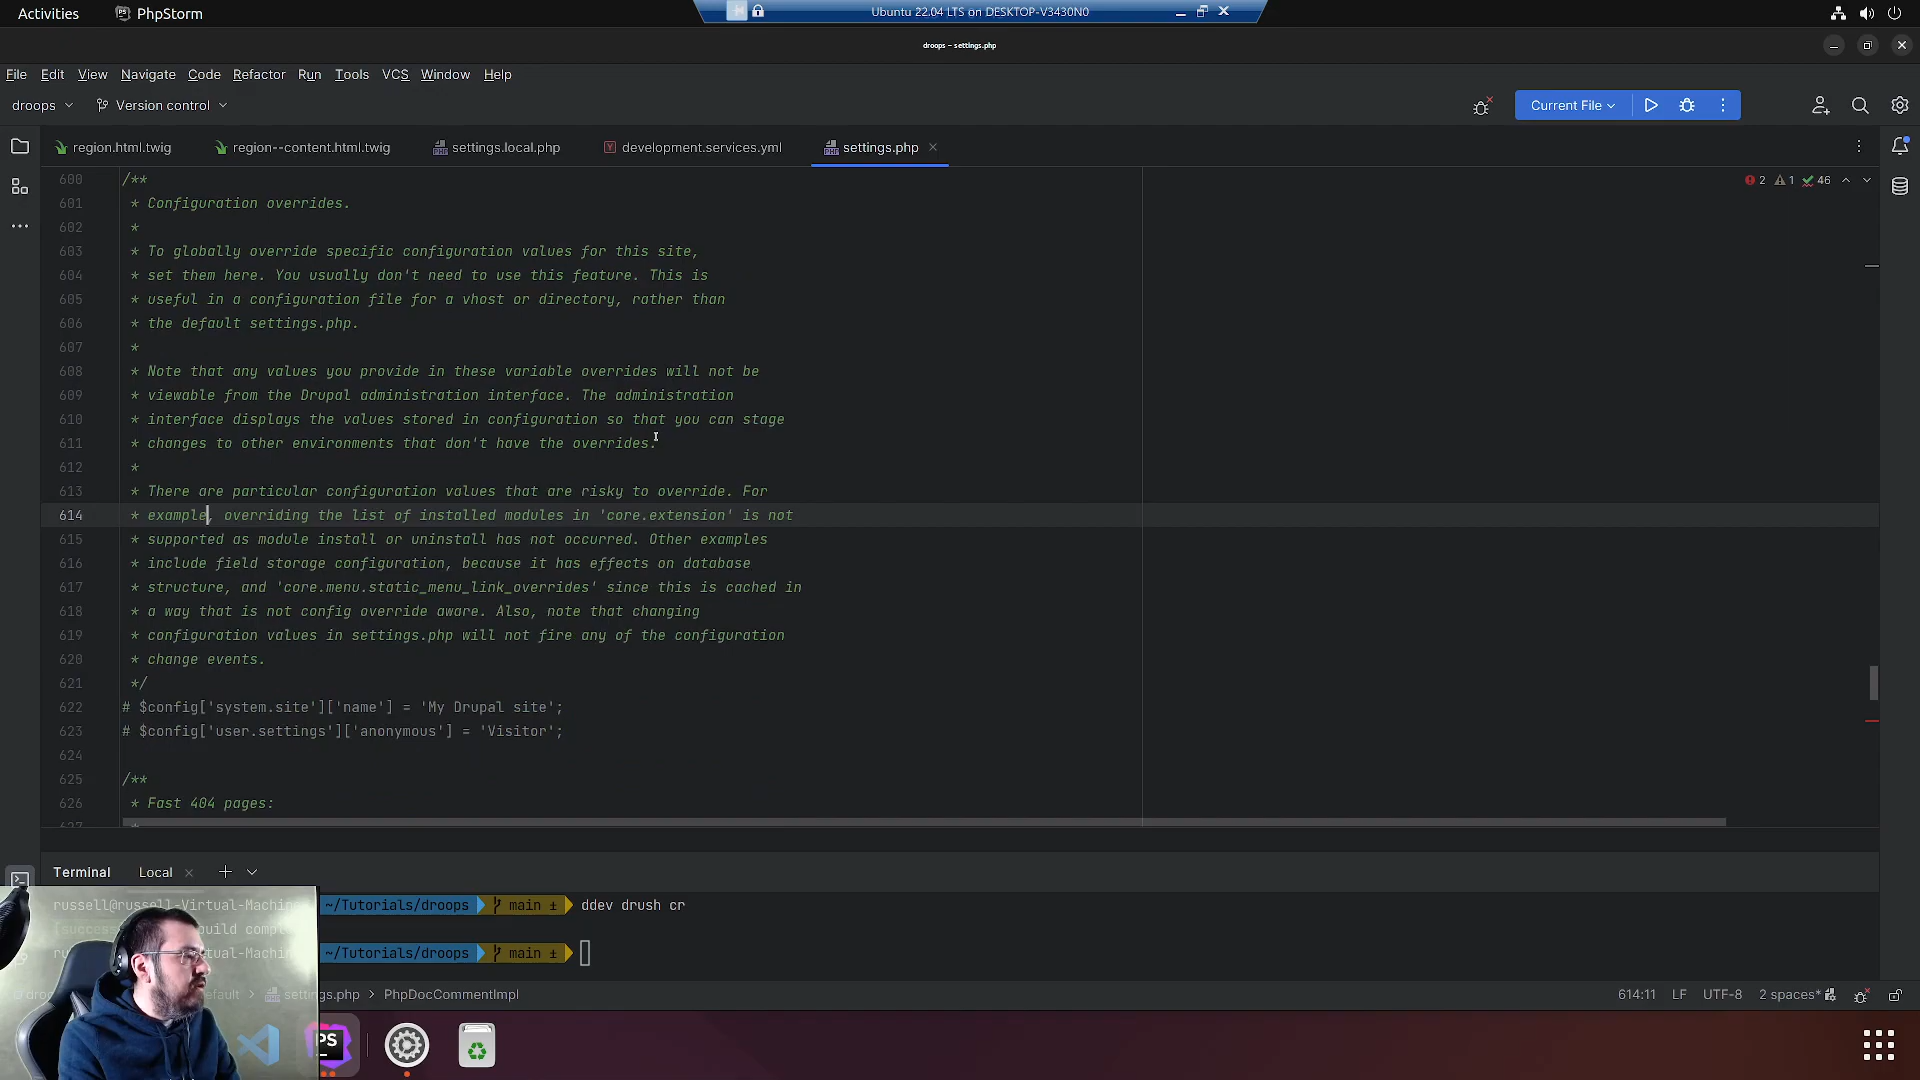 Activities PhpStorm
Ubuntu 22.04 LTS on DESKTOP-V3430N0
droops – settings.php
File Edit View Navigate Code Refactor Run Tools VCS Window Help
droops Version control Current File
region.html.twig region--content.html.twig settings.local.php development.services.yml settings.php
2 1 46
600 /**
601 * Configuration overrides.
602 *
603 * To globally override specific configuration values for this site,
604 * set them here. You usually don't need to use this feature. This is
605 * useful in a configuration file for a vhost or directory, rather than
606 * the default settings.php.
607 *
608 * Note that any values you provide in these variable overrides will not be
609 * viewable from the Drupal administration interface. The administration
610 * interface displays the values stored in configuration so that you can stage
611 * changes to other environments that don't have the overrides.
612 *
613 * There are particular configuration values that are risky to override. For
614 * example, overriding the list of installed modules in 'core.extension' is not
615 * supported as module install or uninstall has not occurred. Other examples
616 * include field storage configuration, because it has effects on database
617 * structure, and 'core.menu.static_menu_link_overrides' since this is cached in
618 * a way that is not config override aware. Also, note that changing
619 * configuration values in settings.php will not fire any of the configuration
620 * change events.
621 */
622 # $config['system.site']['name'] = 'My Drupal site';
623 # $config['user.settings']['anonymous'] = 'Visitor';
624
625 /**
626 * Fast 404 pages:
627 *
Terminal Local
russell@russell-Virtual-Machin ~/Tutorials/droops main ± ddev drush cr
[succes build compl
ru tual-Machin ~/Tutorials/droops main ±
droo efault > settings.php > PhpDocCommentImpl
614:11 LF UTF-8 2 spaces*
PS